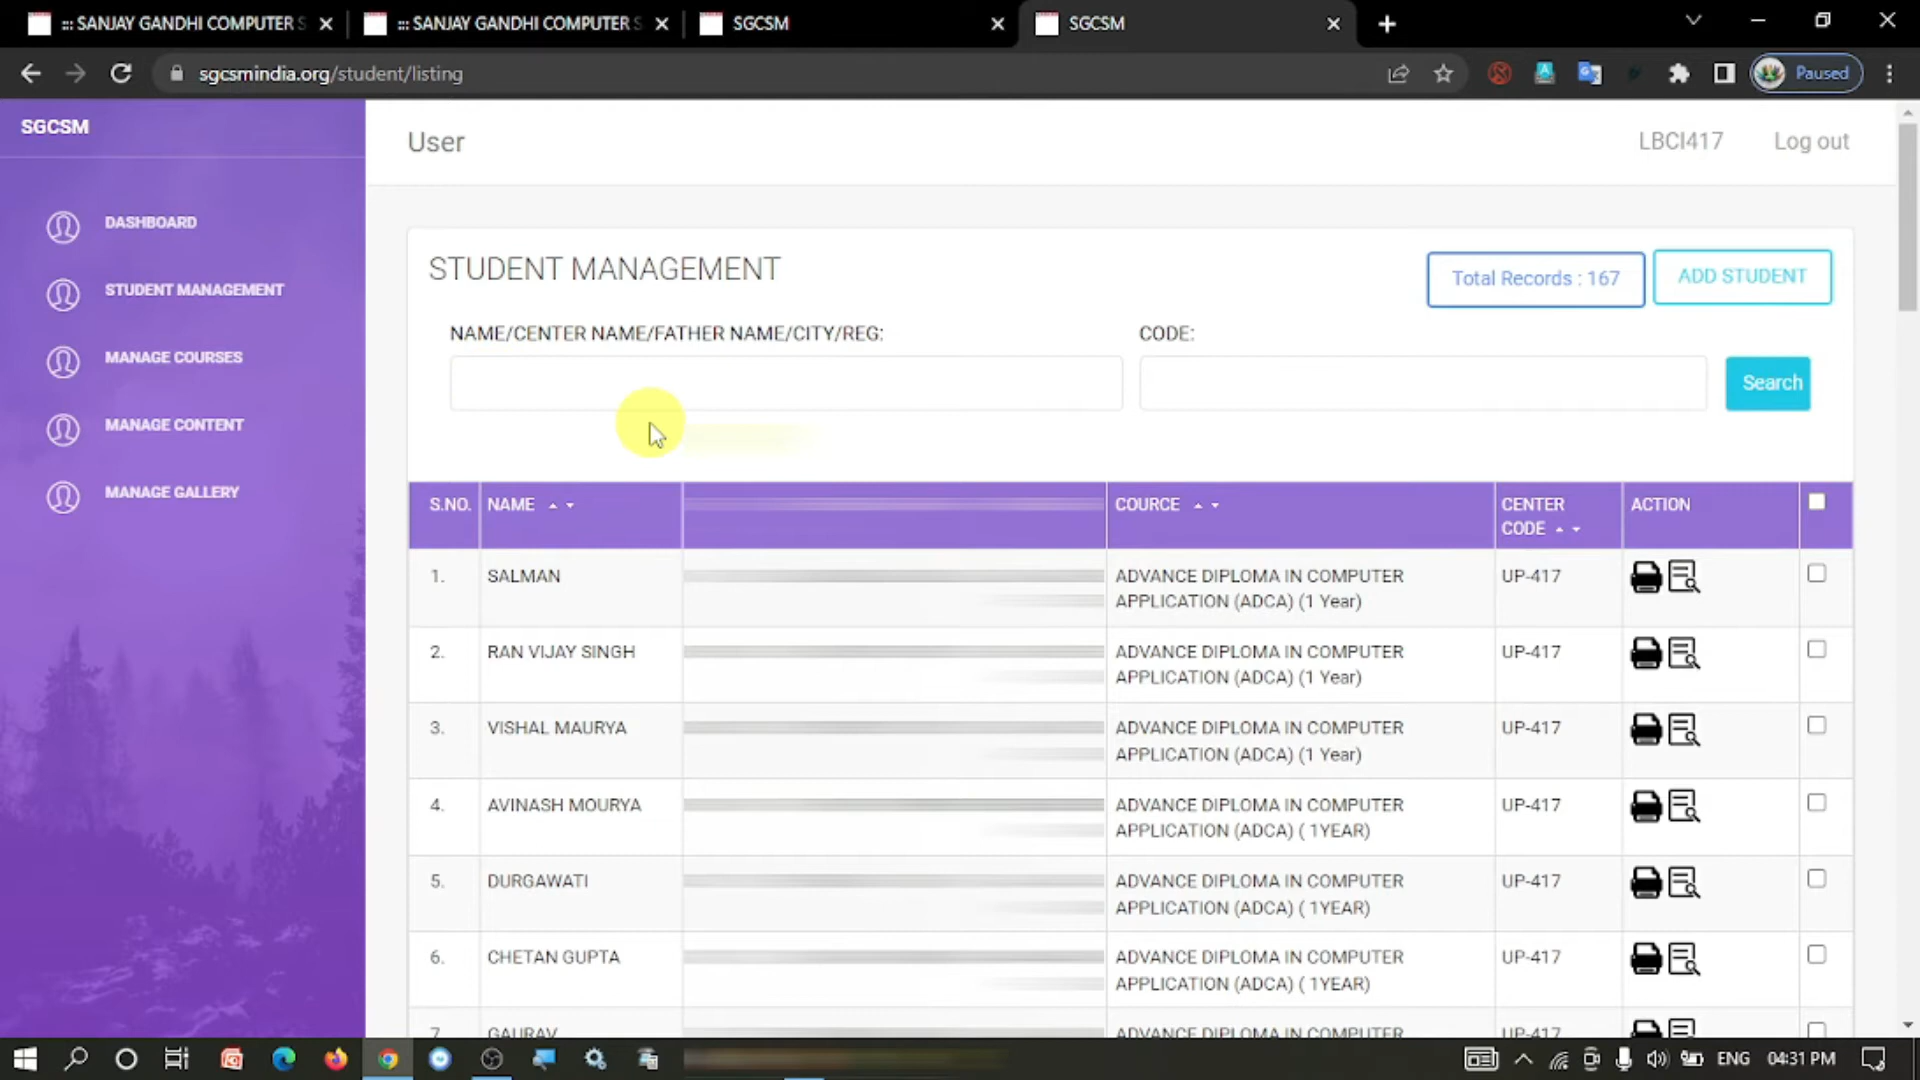 ::: SANJAY GANDHI COMPUTER S
::: SANJAY GANDHI COMPUTER S
SGCSM
SGCSM
sgcsmindia.org/student/listing
Paused
SGCSM
User
LBCI417
Log out
DASHBOARD
STUDENT MANAGEMENT
MANAGE COURSES
MANAGE CONTENT
MANAGE GALLERY
STUDENT MANAGEMENT
Total Records : 167
ADD STUDENT
NAME/CENTER NAME/FATHER NAME/CITY/REG:
CODE:
Search
S.NO. NAME COURCE CENTER CODE ACTION
1. SALMAN ADVANCE DIPLOMA IN COMPUTER UP-417
APPLICATION (ADCA) (1 Year)
2. RAN VIJAY SINGH ADVANCE DIPLOMA IN COMPUTER UP-417
APPLICATION (ADCA) (1 Year)
3. VISHAL MAURYA ADVANCE DIPLOMA IN COMPUTER UP-417
APPLICATION (ADCA) (1 Year)
4. AVINASH MOURYA ADVANCE DIPLOMA IN COMPUTER UP-417
APPLICATION (ADCA) ( 1YEAR)
5. DURGAWATI ADVANCE DIPLOMA IN COMPUTER UP-417
APPLICATION (ADCA) ( 1YEAR)
6. CHETAN GUPTA ADVANCE DIPLOMA IN COMPUTER UP-417
APPLICATION (ADCA) ( 1YEAR)
7. GAURAV ADVANCE DIPLOMA IN COMPUTER UP-417
ENG 04:31 PM